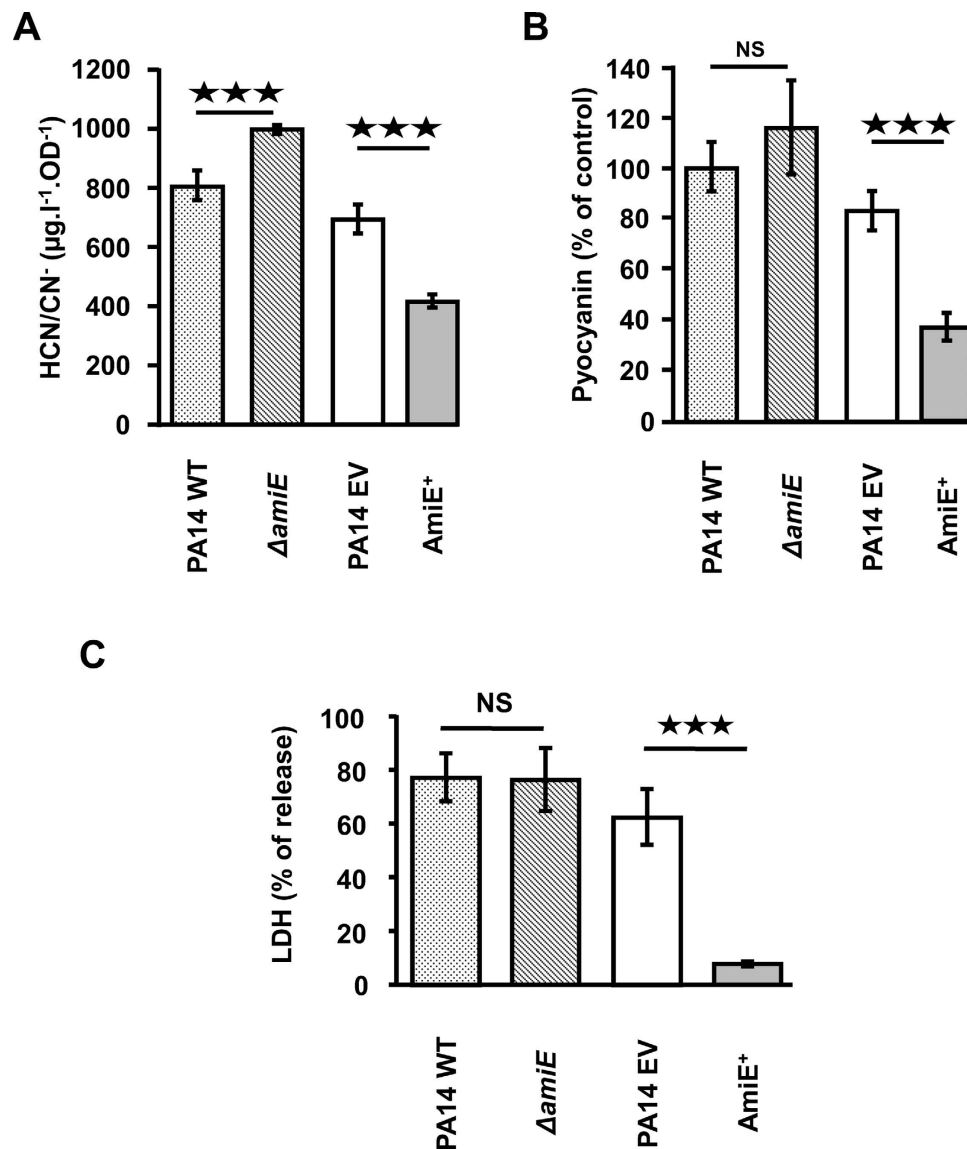 A
HCN/CN⁻ (µg.l⁻¹.OD⁻¹)
1200
1000
800
600
400
200
0
★★★
★★★
PA14 WT
ΔamiE
PA14 EV
AmiE⁺
B
Pyocyanin (% of control)
140
120
100
80
60
40
20
0
NS
★★★
PA14 WT
ΔamiE
PA14 EV
AmiE⁺
C
LDH (% of release)
100
80
60
40
20
0
NS
★★★
PA14 WT
ΔamiE
PA14 EV
AmiE⁺